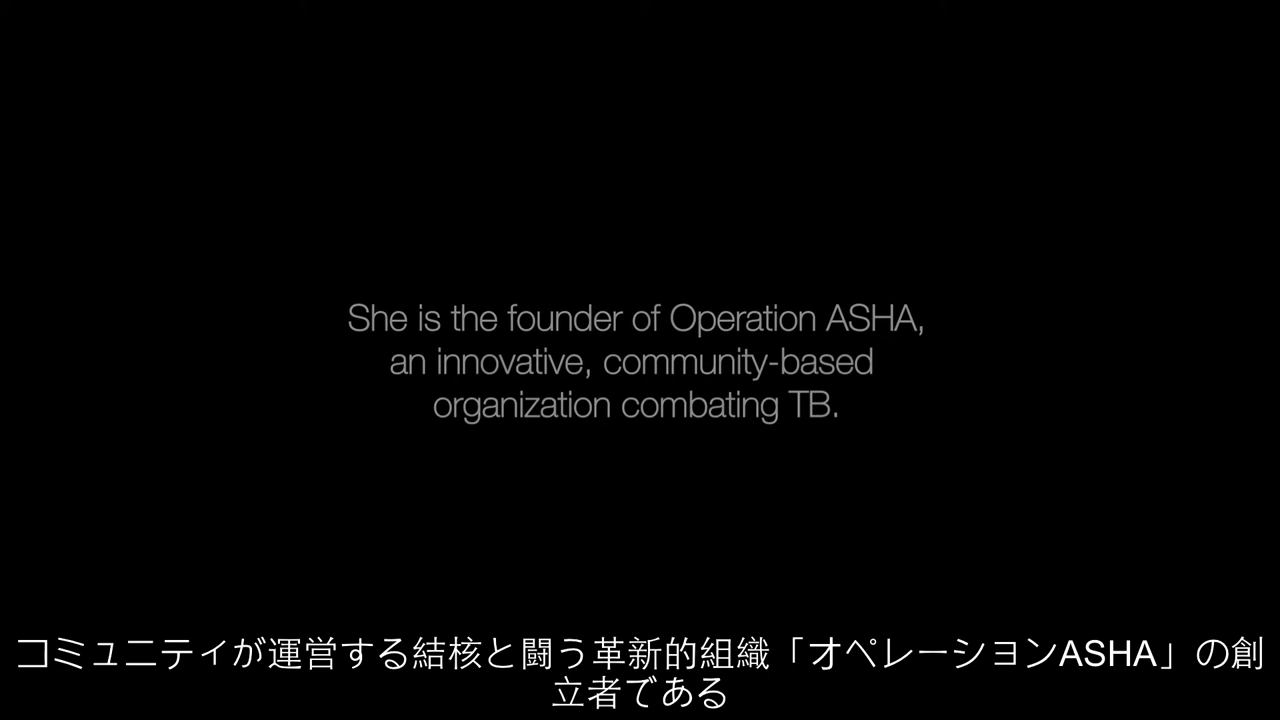 She is the founder of Operation ASHA,
an innovative, community-based
organization combating TB.
コミュニティが運営する結核と闘う革新的組織「オペレーションASHA」の創
立者である